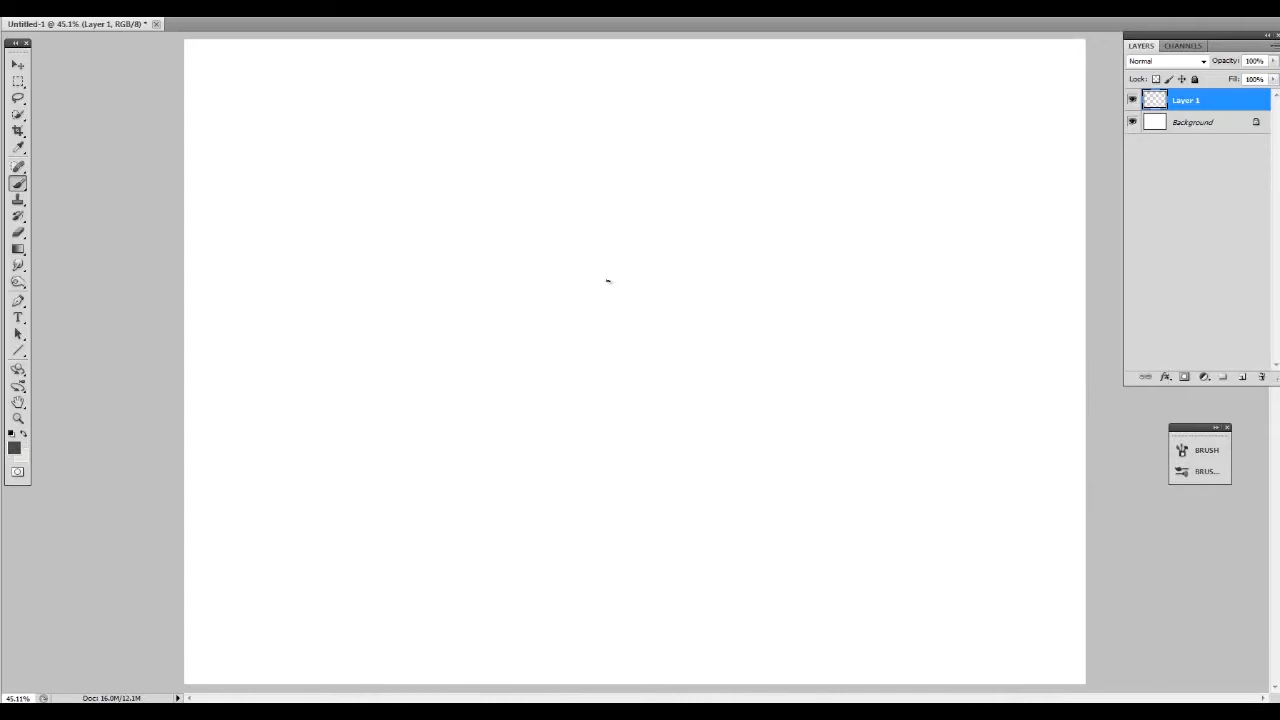 Untitled-1 @ 45.1% (Layer 1, RGB/8) *
LAYERS CHANNELS
Normal Opacity: 100%
Lock: Fill: 100%
Layer 1
Background
BRUSH
BRUS...
45.11% Doc: 16.0M/12.1M